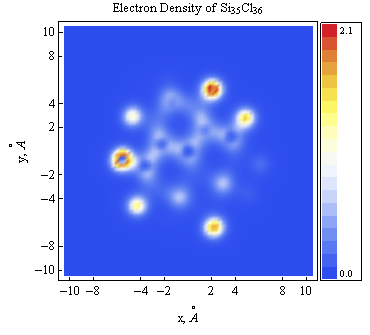 Electron Density of Si₃₅Cl₃₆
10
8
4
2
−2
−4
−8
−10
y, Å
−10 −8 −4 −2 2 4 8 10
x, Å
2.1
0.0